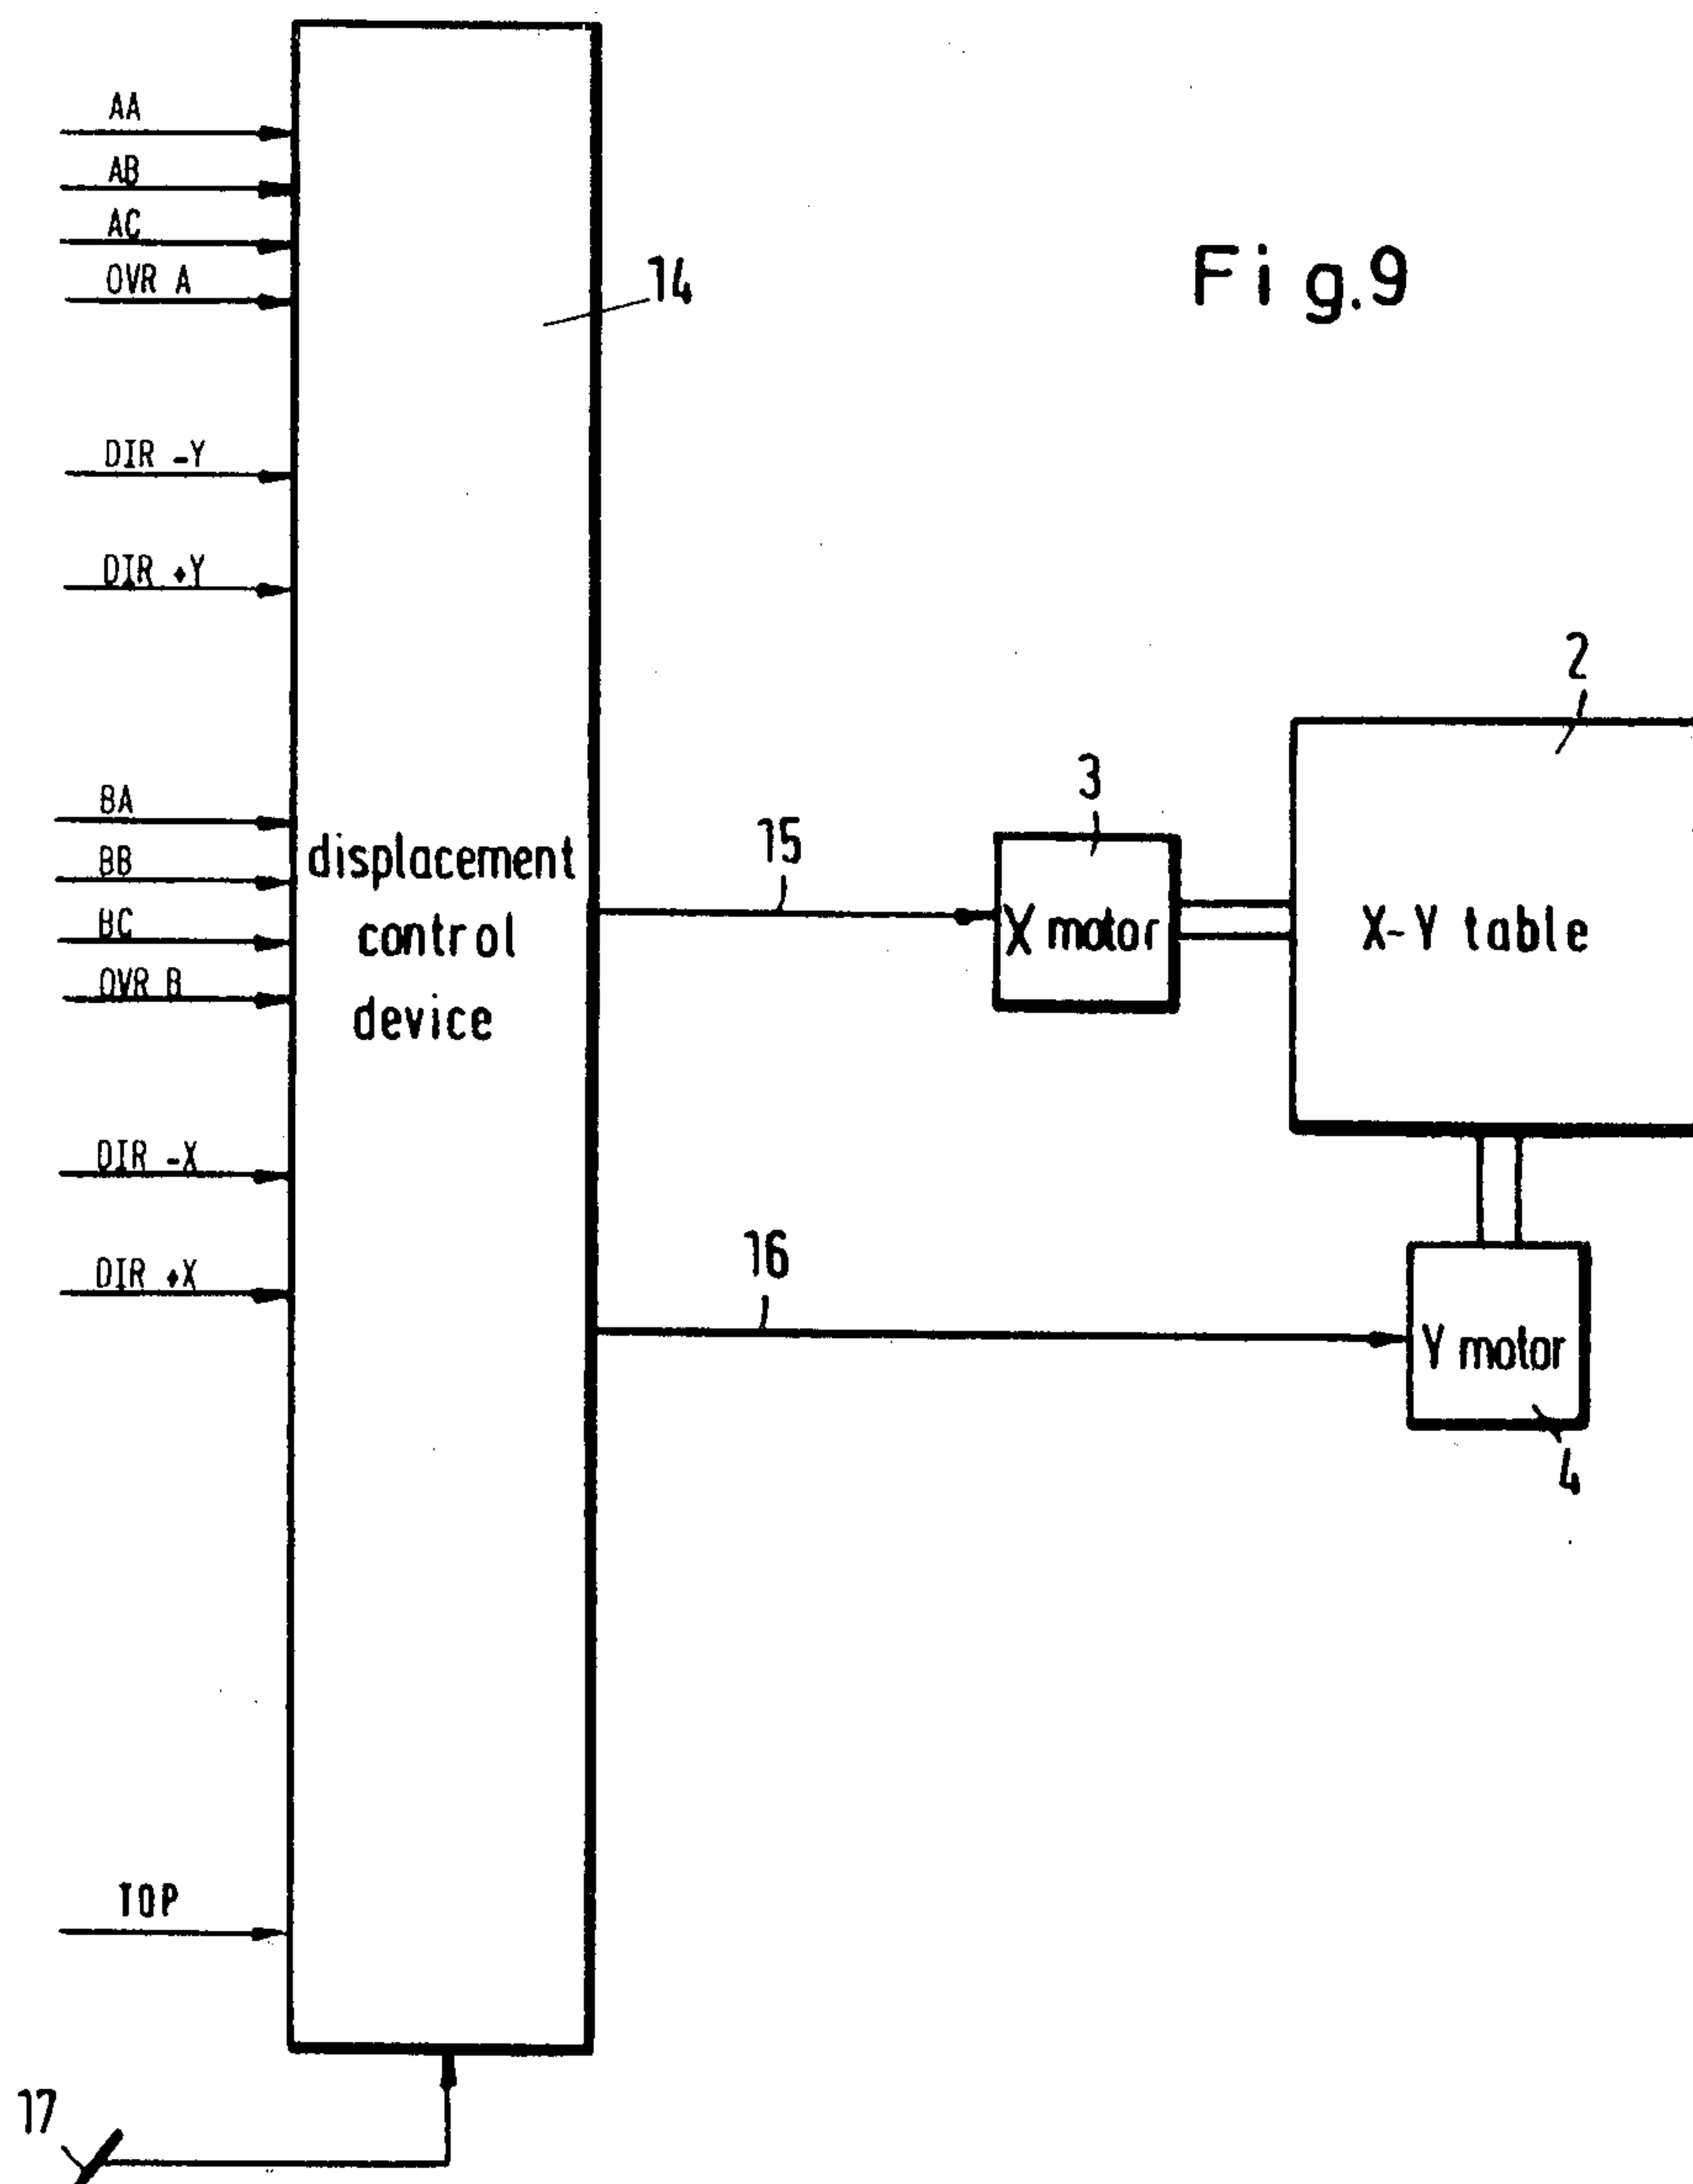 AA
AB
AC
OVR A
14
Fig.9
DIR -Y
DIR +Y
2
3
BA
15
BB
displacement
control
device
BC
X motor
X-Y table
OVR B
DIR -X
16
DIR +X
Y motor
4
TOP
17